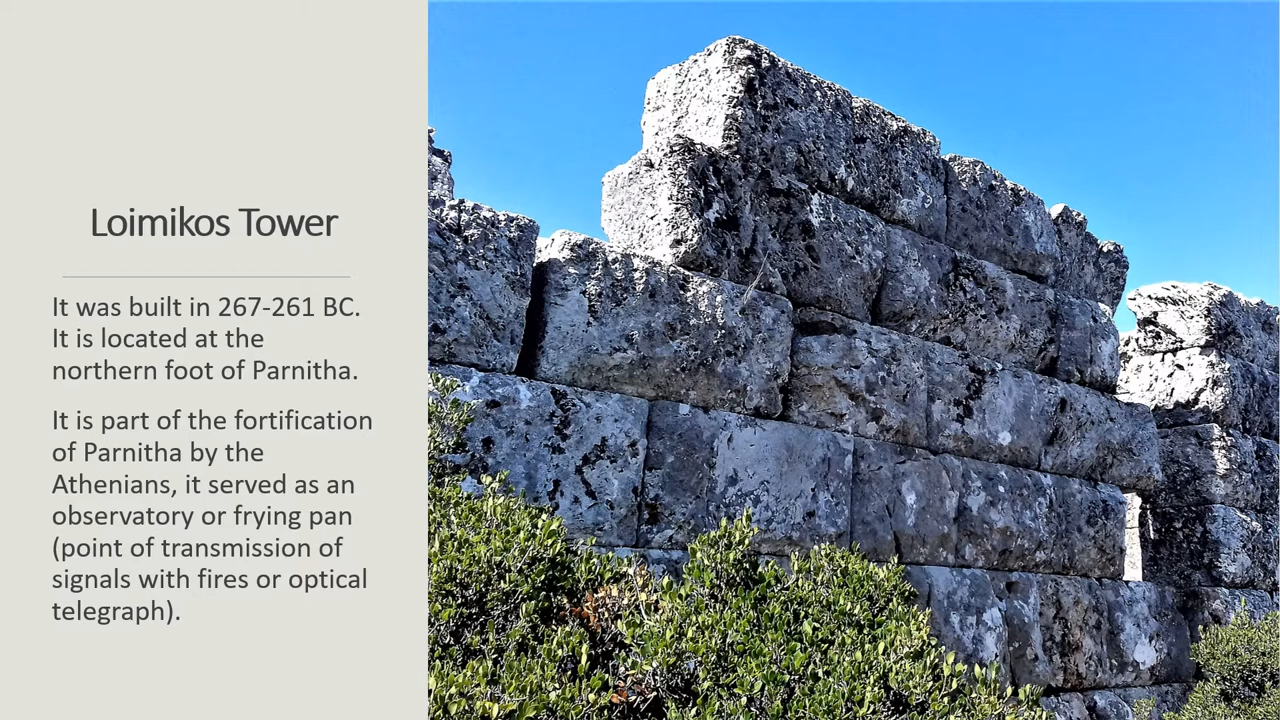 Loimikos Tower
It was built in 267-261 BC.
It is located at the
northern foot of Parnitha.
It is part of the fortification
of Parnitha by the
Athenians, it served as an
observatory or frying pan
(point of transmission of
signals with fires or optical
telegraph).